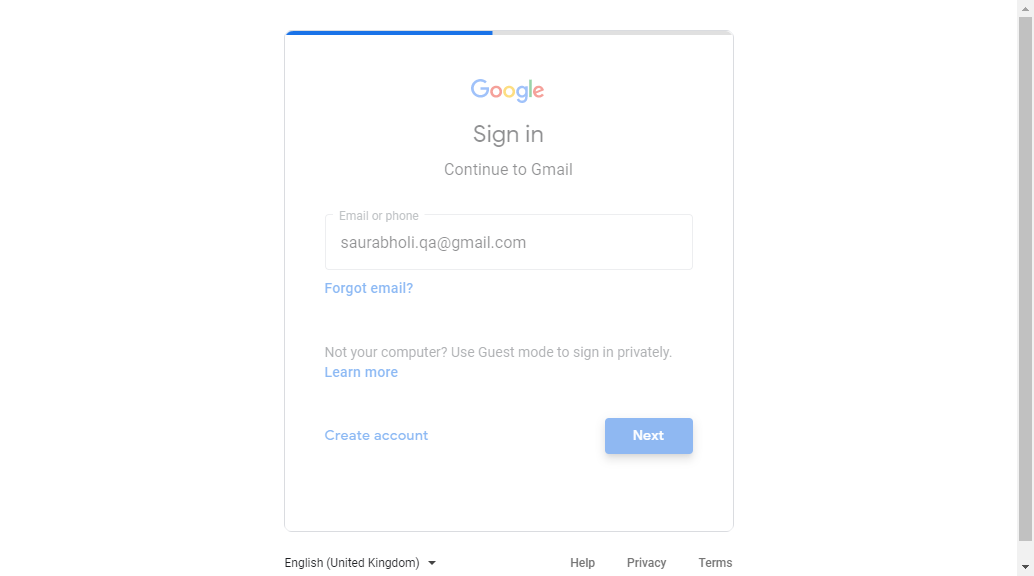 Google
Sign in
Continue to Gmail
Email or phone
saurabholi.qa@gmail.com
Forgot email?
Not your computer? Use Guest mode to sign in privately.
Learn more
Create account
Next
English (United Kingdom)
Help
Privacy
Terms